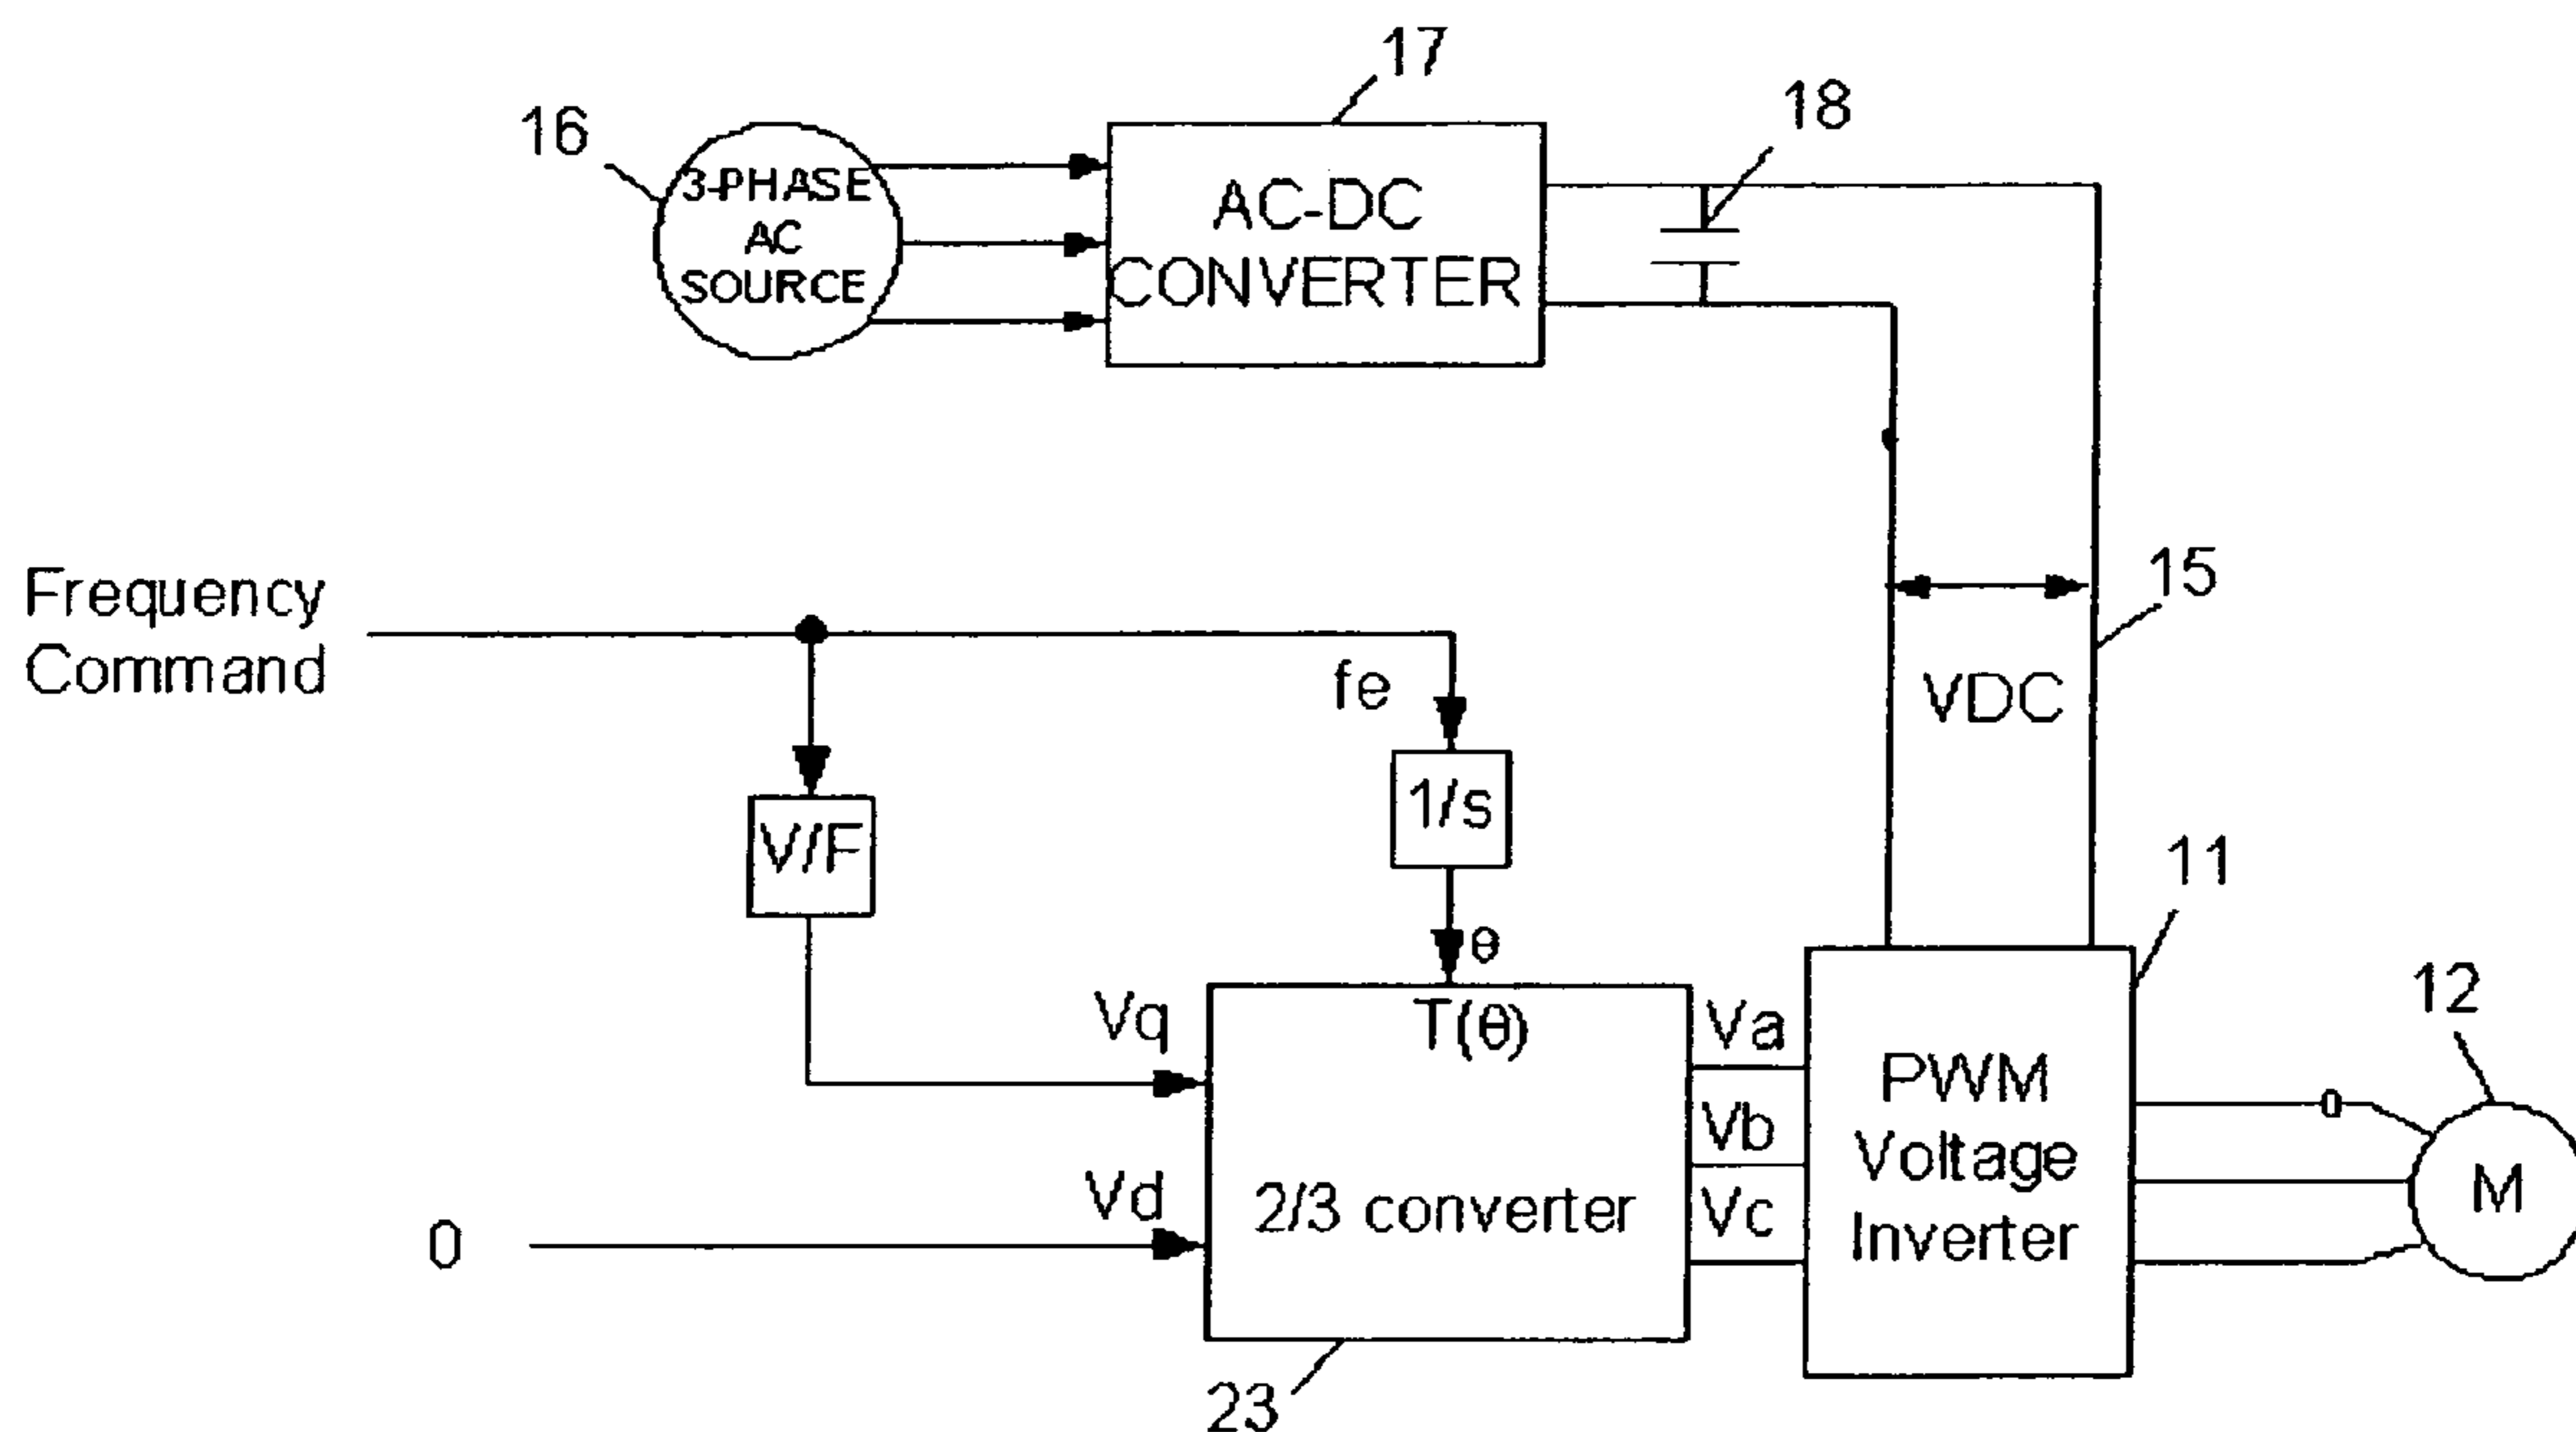 17
18
16
3-PHASE
AC
SOURCE
AC-DC
CONVERTER
Frequency
Command
fe
15
VDC
1/s
V/F
11
θ
12
Vq
T(θ)
Va
PWM
Voltage
Inverter
Vb
M
Vd
2/3 converter
Vc
0
23